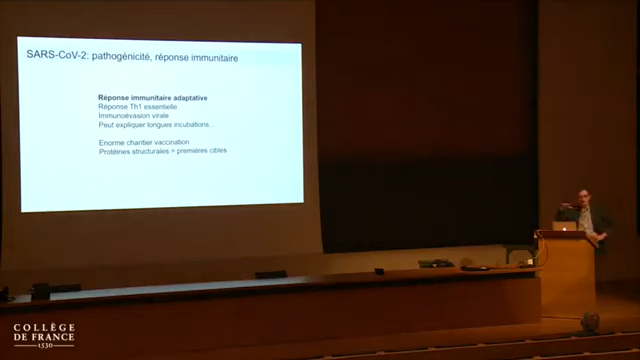 SARS-CoV-2: pathogénicité, réponse immunitaire
Réponse immunitaire adaptative
Réponse Th1 essentielle
Immunoévasion virale
Peut expliquer longues incubations...
Enorme chantier vaccination
Protéines structurales = premières cibles
COLLÈGE
DE FRANCE
1530